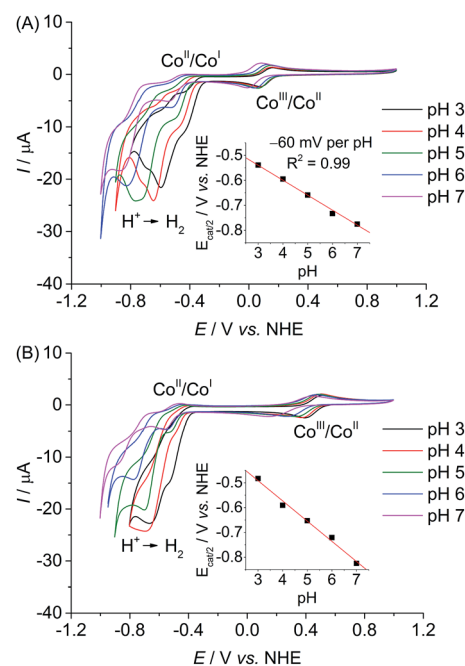 (A)
10
0
-10
-20
-30
-40
I / μA
Co^II/Co^I
Co^III/Co^II
H^+ → H_2
pH 3
pH 4
pH 5
pH 6
pH 7
−60 mV per pH
R^2 = 0.99
-0.5
-0.6
-0.7
-0.8
E_cat/2 / V vs. NHE
3 4 5 6 7
pH
-1.2 -0.8 -0.4 0.0 0.4 0.8 1.2
E / V vs. NHE
(B)
10
0
-10
-20
-30
-40
I / μA
Co^II/Co^I
Co^III/Co^II
H^+ → H_2
pH 3
pH 4
pH 5
pH 6
pH 7
-0.5
-0.6
-0.7
-0.8
E_cat/2 / V vs. NHE
3 4 5 6 7
pH
-1.2 -0.8 -0.4 0.0 0.4 0.8 1.2
E / V vs. NHE